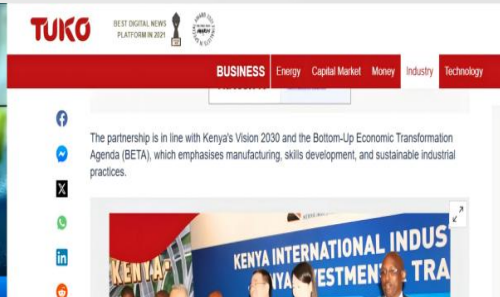 TUKO
BEST DIGITAL NEWS
PLATFORM IN 2021
BUSINESS Energy Capital Market Money Industry Technology
The partnership is in line with Kenya's Vision 2030 and the Bottom-Up Economic Transformation
Agenda (BETA), which emphasises manufacturing, skills development, and sustainable industrial
practices.
KENYA
KENYA INTERNATIONAL INDUS